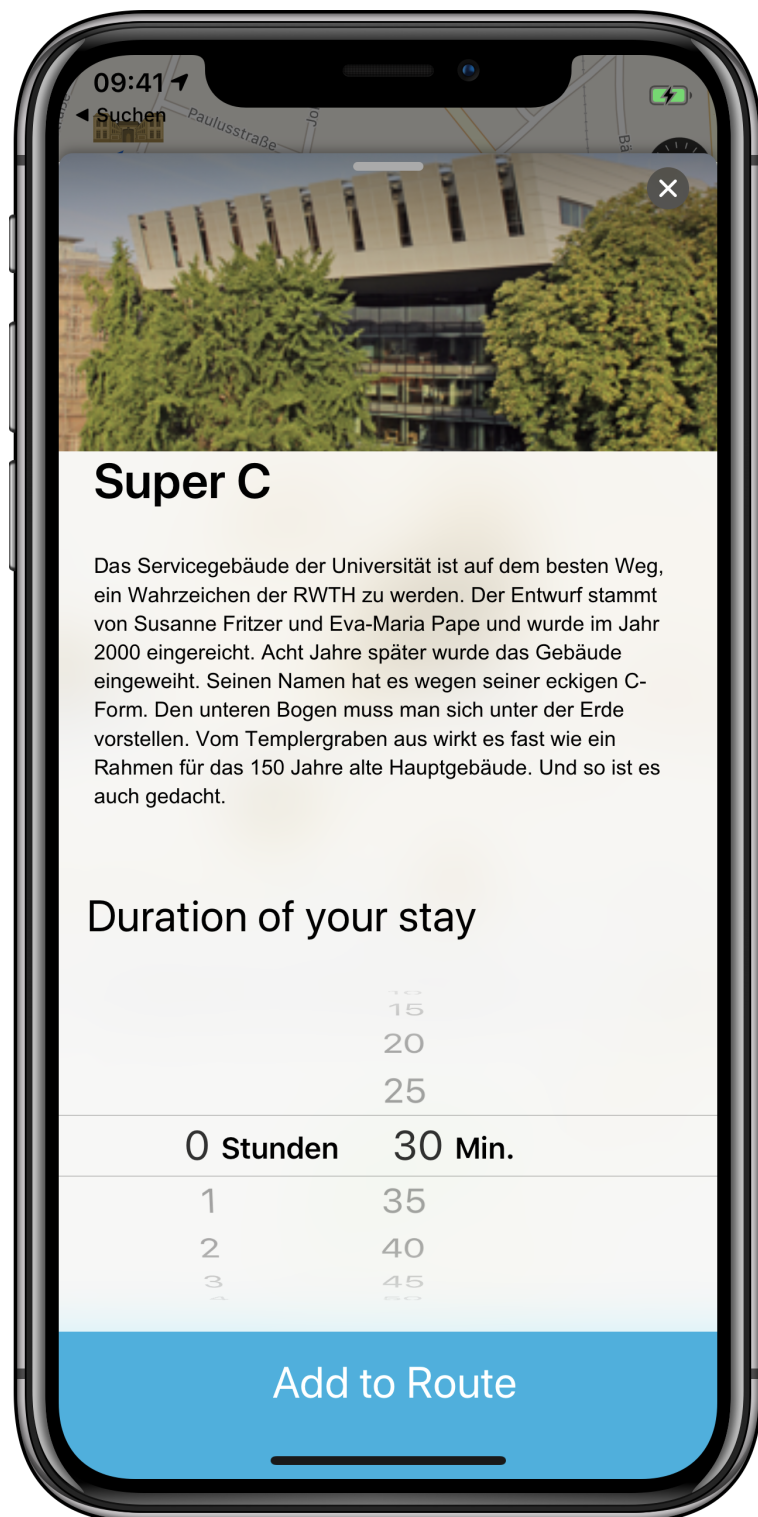 09:41
Suchen
Paulusstraße
Jo
Bä
Super C
Das Servicegebäude der Universität ist auf dem besten Weg,
ein Wahrzeichen der RWTH zu werden. Der Entwurf stammt
von Susanne Fritzer und Eva-Maria Pape und wurde im Jahr
2000 eingereicht. Acht Jahre später wurde das Gebäude
eingeweiht. Seinen Namen hat es wegen seiner eckigen C-
Form. Den unteren Bogen muss man sich unter der Erde
vorstellen. Vom Templergraben aus wirkt es fast wie ein
Rahmen für das 150 Jahre alte Hauptgebäude. Und so ist es
auch gedacht.
Duration of your stay
10
15
20
25
0 Stunden 30 Min.
1 35
2 40
3 45
4 50
Add to Route